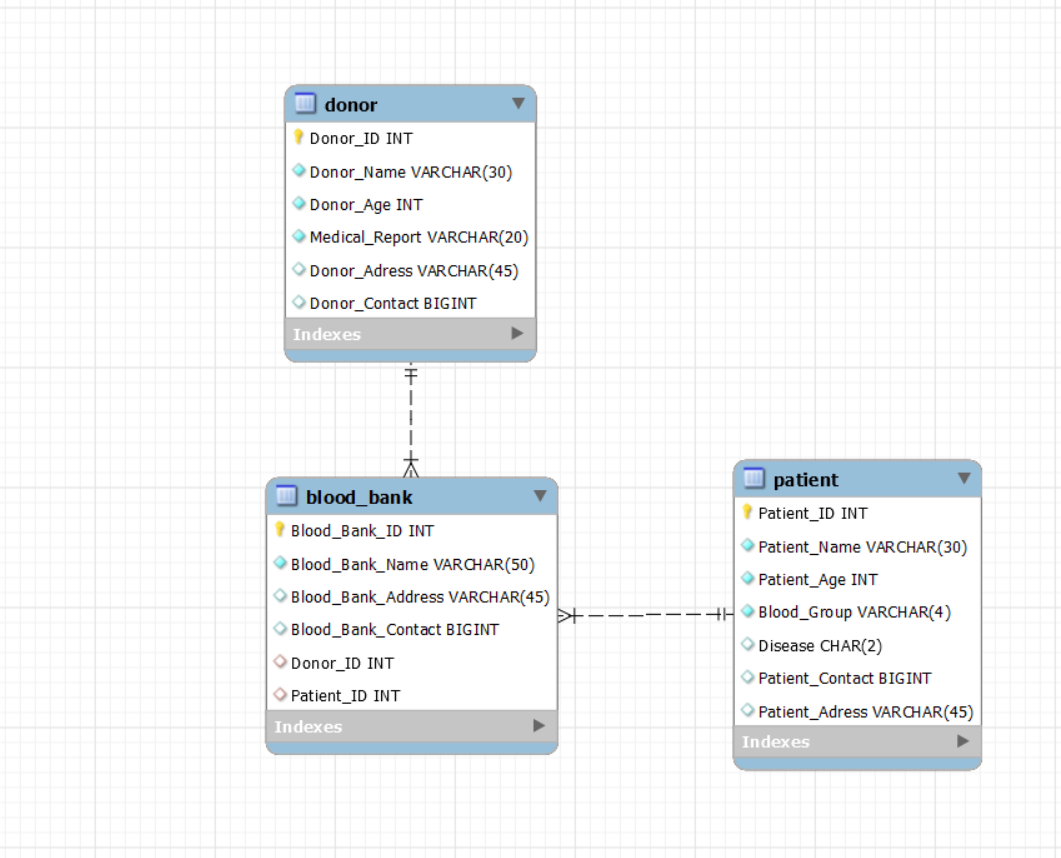 donor
Donor_ID INT
Donor_Name VARCHAR(30)
Donor_Age INT
Medical_Report VARCHAR(20)
Donor_Adress VARCHAR(45)
Donor_Contact BIGINT
Indexes
blood_bank
Blood_Bank_ID INT
Blood_Bank_Name VARCHAR(50)
Blood_Bank_Address VARCHAR(45)
Blood_Bank_Contact BIGINT
Donor_ID INT
Patient_ID INT
Indexes
patient
Patient_ID INT
Patient_Name VARCHAR(30)
Patient_Age INT
Blood_Group VARCHAR(4)
Disease CHAR(2)
Patient_Contact BIGINT
Patient_Adress VARCHAR(45)
Indexes